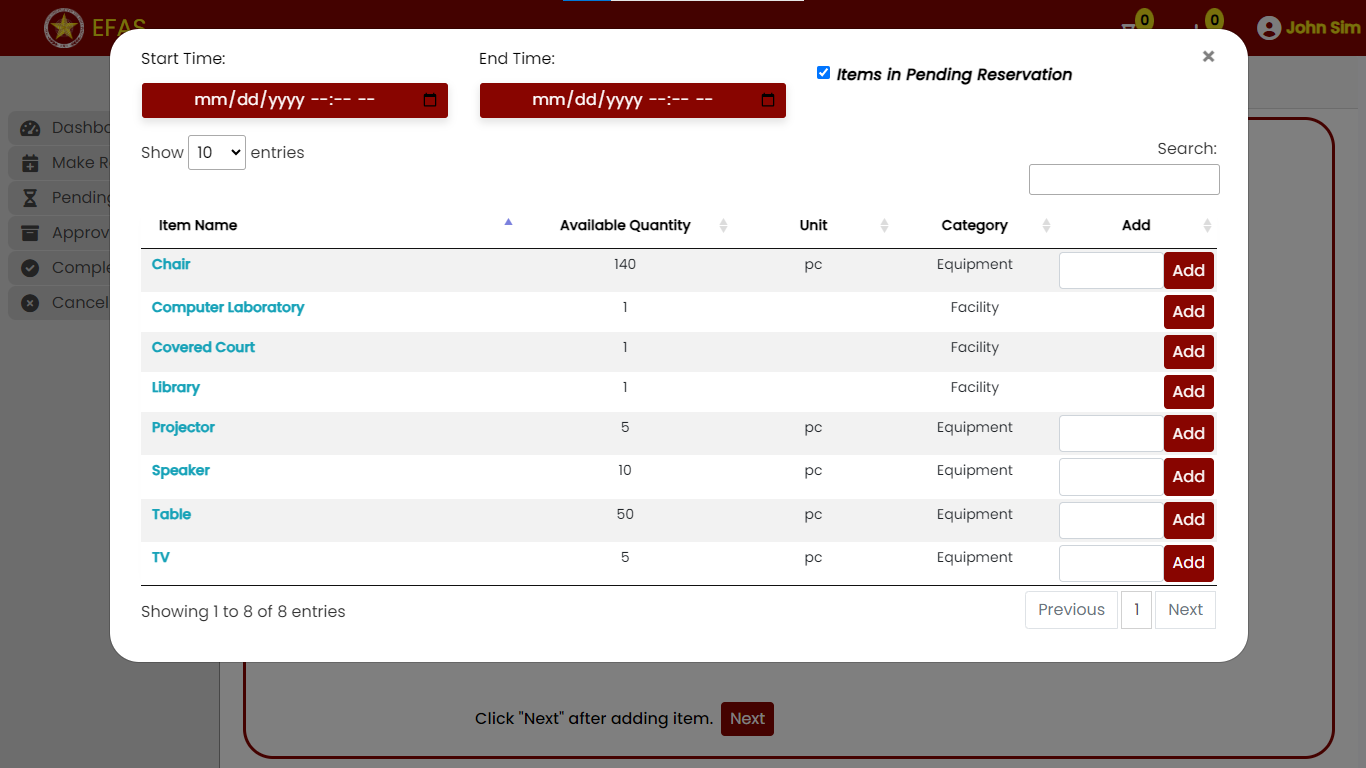 EFAS
0
0
John Sim
Start Time:
End Time:
×
mm/dd/yyyy --:-- --
mm/dd/yyyy --:-- --
Items in Pending Reservation
Show 10 entries
Search:
Item Name Available Quantity Unit Category Add
Chair 140 pc Equipment Add
Computer Laboratory 1 Facility Add
Covered Court 1 Facility Add
Library 1 Facility Add
Projector 5 pc Equipment Add
Speaker 10 pc Equipment Add
Table 50 pc Equipment Add
TV 5 pc Equipment Add
Showing 1 to 8 of 8 entries
Previous 1 Next
Dashbo
Make R
Pending
Approv
Comple
Cancel
Click "Next" after adding item. Next